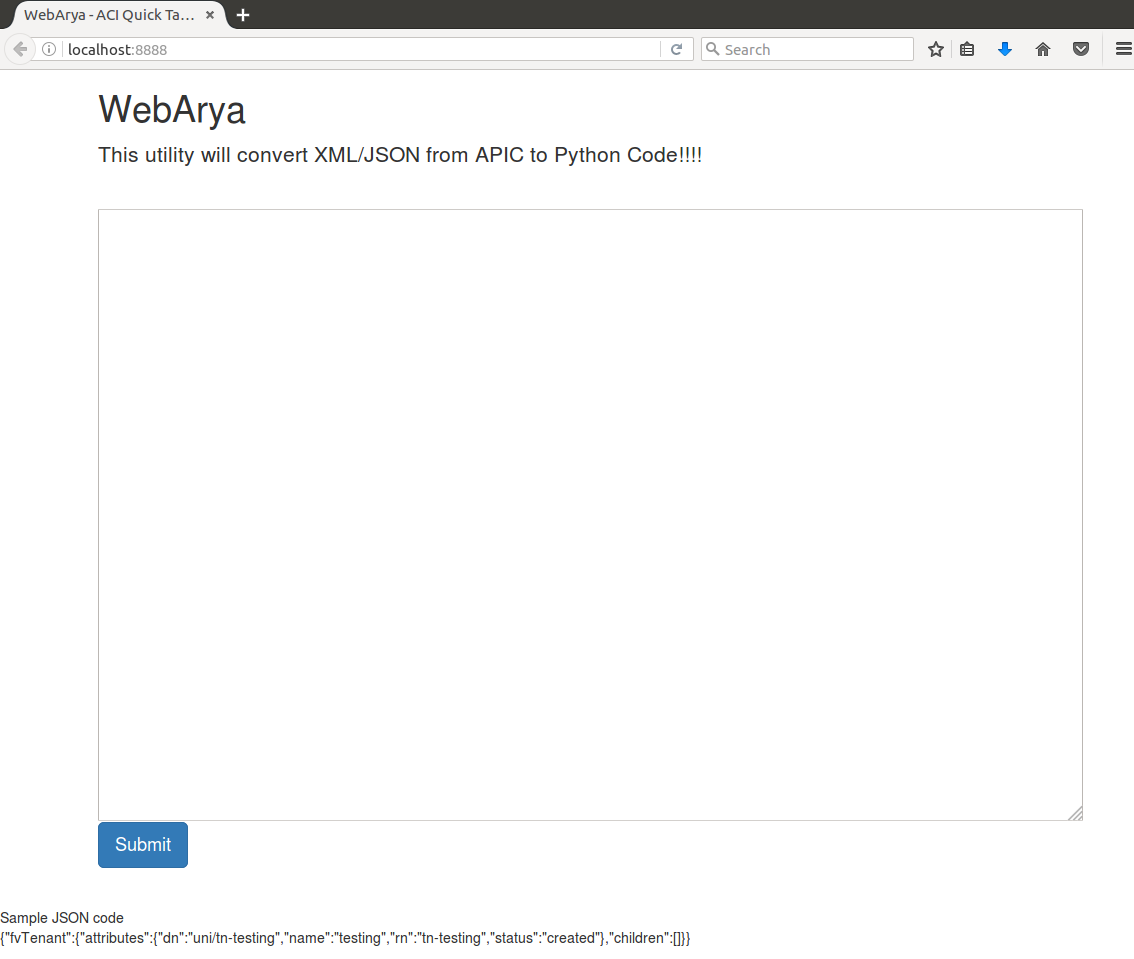 WebArya - ACI Quick Ta...
localhost:8888
Search
WebArya
This utility will convert XML/JSON from APIC to Python Code!!!!
Submit
Sample JSON code
{"fvTenant":{"attributes":{"dn":"uni/tn-testing","name":"testing","rn":"tn-testing","status":"created"},"children":[]}}